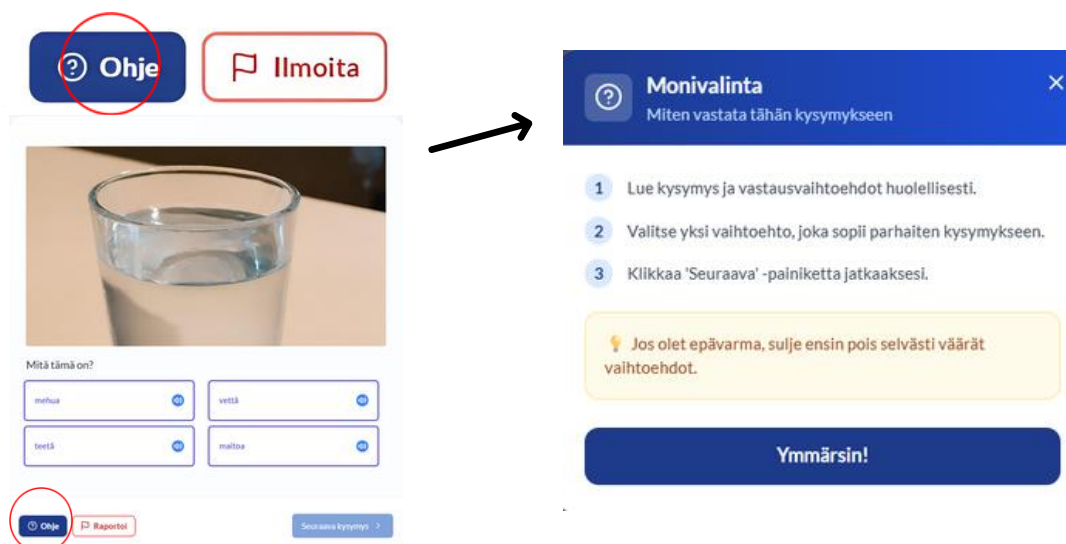 Ohje
Ilmoita
Mitä tämä on?
mehua
vettä
teetä
maitoa
Ohje
Raportoi
Seuraava kysymys
Monivalinta
Miten vastata tähän kysymykseen
1 Lue kysymys ja vastausvaihtoehdot huolellisesti.
2 Valitse yksi vaihtoehto, joka sopii parhaiten kysymykseen.
3 Klikkaa 'Seuraava' -painiketta jatkaaksesi.
Jos olet epävarma, sulje ensin pois selvästi väärät
vaihtoehdot.
Ymmärsin!